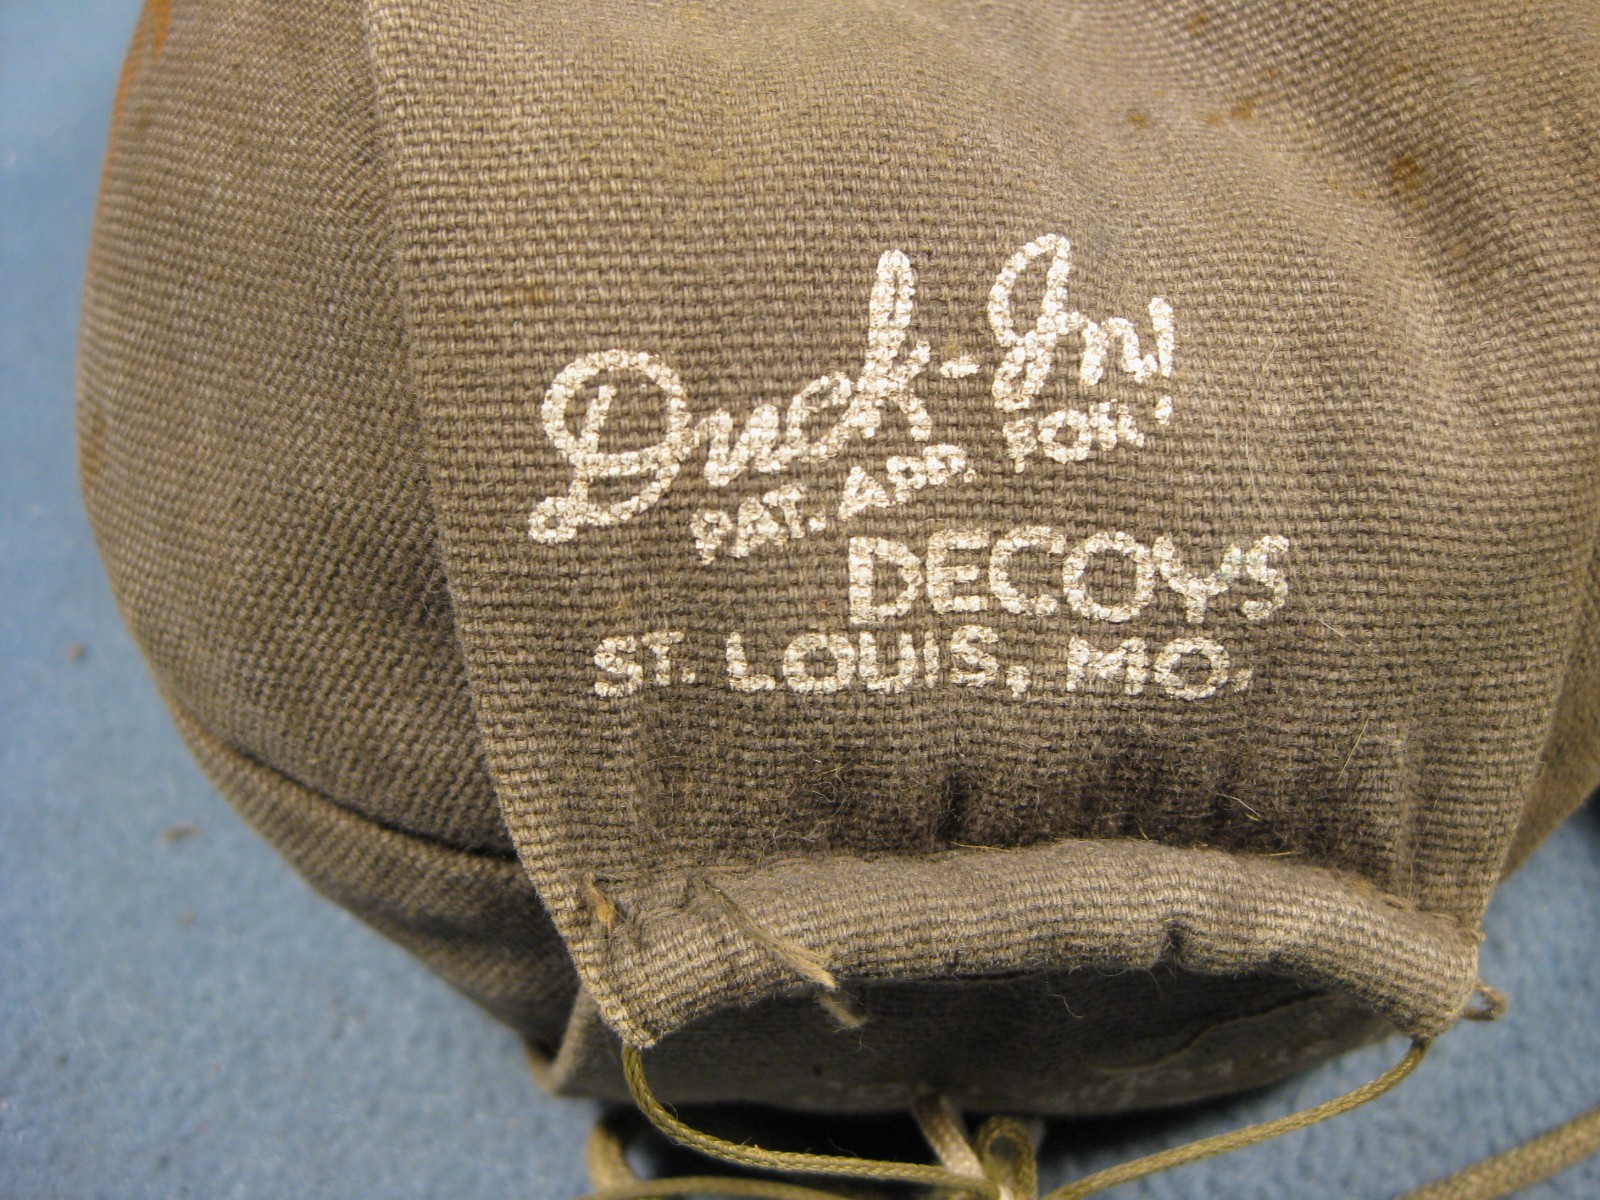 Duck-In!
PAT. APP. FOR.
DECOYS
ST. LOUIS, MO.